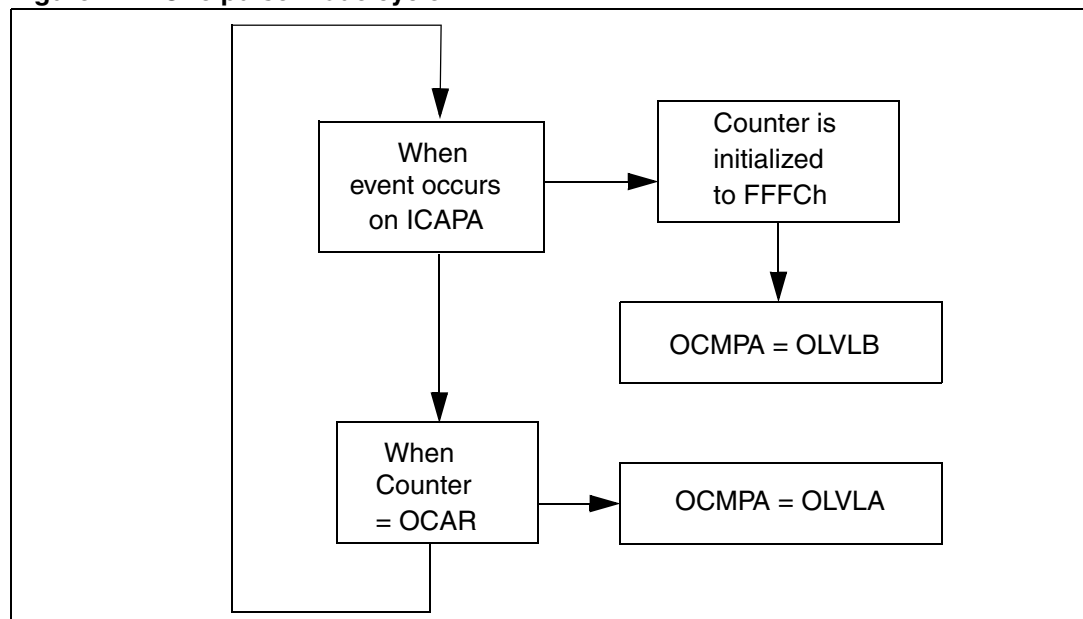 When
event occurs
on ICAPA
Counter is
initialized
to FFFCh
OCMPA = OLVLB
When
Counter
= OCAR
OCMPA = OLVLA